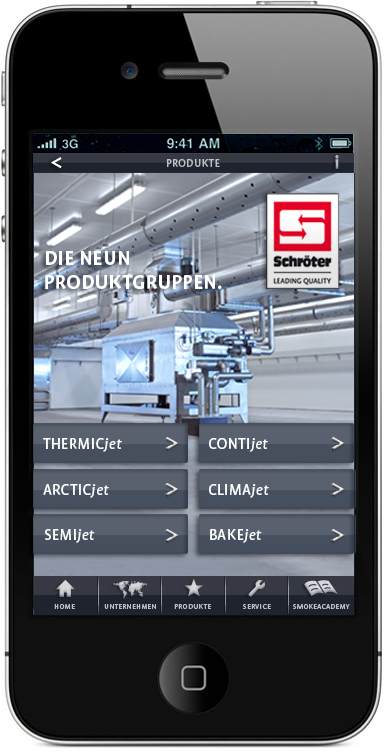 3G 9:41 AM
PRODUKTE
DIE NEUN
PRODUKTGRUPPEN.
Schröter
LEADING QUALITY
THERMICjet >
CONTIjet >
ARCTICjet >
CLIMAjet >
SEMIjet >
BAKEjet >
HOME
UNTERNEHMEN
PRODUKTE
SERVICE
SMOKEACADEMY